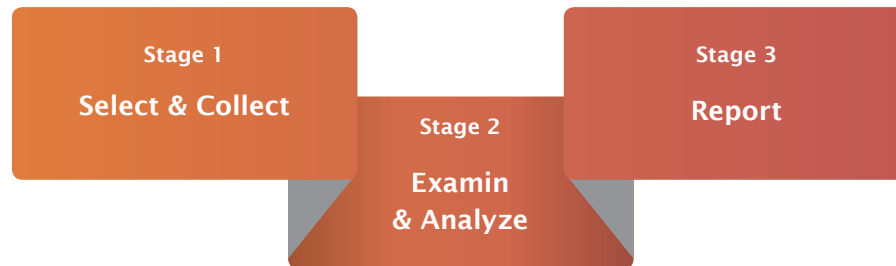 Stage 1
Select & Collect
Stage 2
Examin
& Analyze
Stage 3
Report